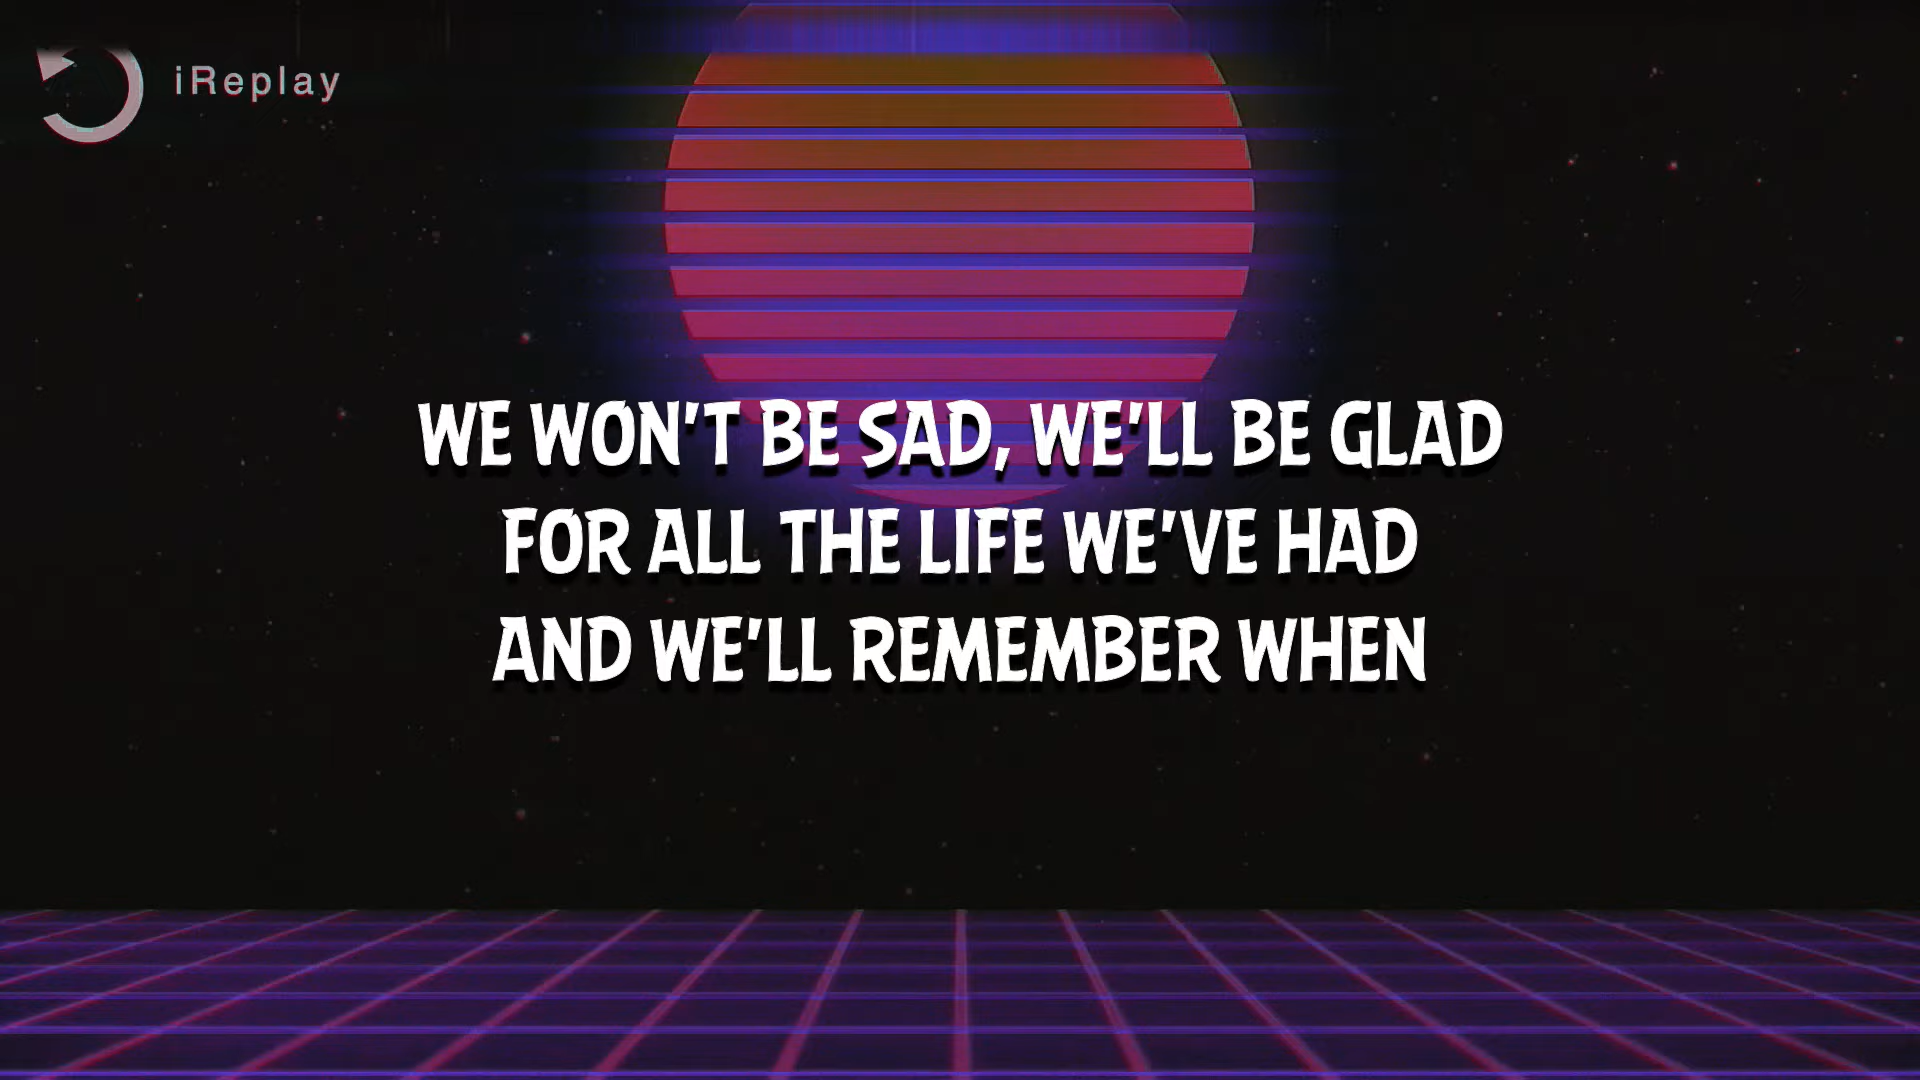 iReplay
WE WON'T BE SAD, WE'LL BE GLAD
FOR ALL THE LIFE WE'VE HAD
AND WE'LL REMEMBER WHEN